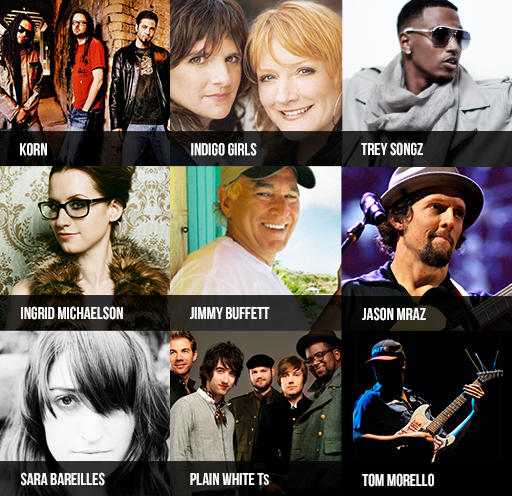 KORN
INDIGO GIRLS
TREY SONGZ
INGRID MICHAELSON
JIMMY BUFFETT
JASON MRAZ
SARA BAREILLES
PLAIN WHITE Ts
TOM MORELLO